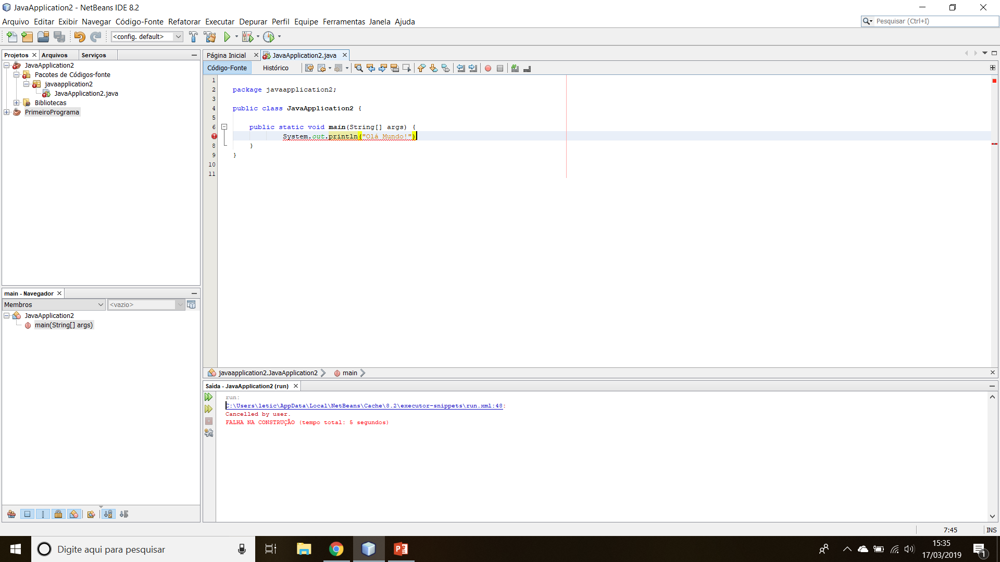 JavaApplication2 - NetBeans IDE 8.2
Arquivo Editar Exibir Navegar Código-Fonte Refatorar Executar Depurar Perfil Equipe Ferramentas Janela Ajuda
Pesquisar (Ctrl+I)
<config. default>
Projetos Arquivos Serviços
JavaApplication2
Pacotes de Códigos-fonte
javaapplication2
JavaApplication2.java
Bibliotecas
PrimeiroPrograma
Página Inicial JavaApplication2.java
Código-Fonte Histórico
1
2 package javaapplication2;
3
4 public class JavaApplication2 {
5
6 public static void main(String[] args) {
System.out.println("Olá Mundo!")
8 }
9 }
10
11
javaapplication2.JavaApplication2 main
main - Navegador
Membros <vazio>
JavaApplication2
main(String[] args)
Saída - JavaApplication2 (run)
run:
C:\Users\letic\AppData\Local\NetBeans\Cache\8.2\executor-snippets\run.xml:48:
Cancelled by user.
FALHA NA CONSTRUÇÃO (tempo total: 5 segundos)
7:45 INS
Digite aqui para pesquisar
15:35
17/03/2019
1